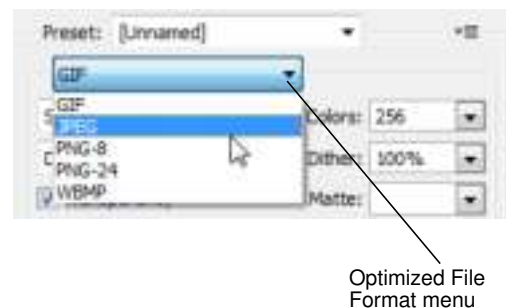 Preset: [Unnamed]
GIF
GIF
JPEG
PNG-8
PNG-24
WBMP
Colors: 256
Dither: 100%
Matte:
Optimized File
Format menu